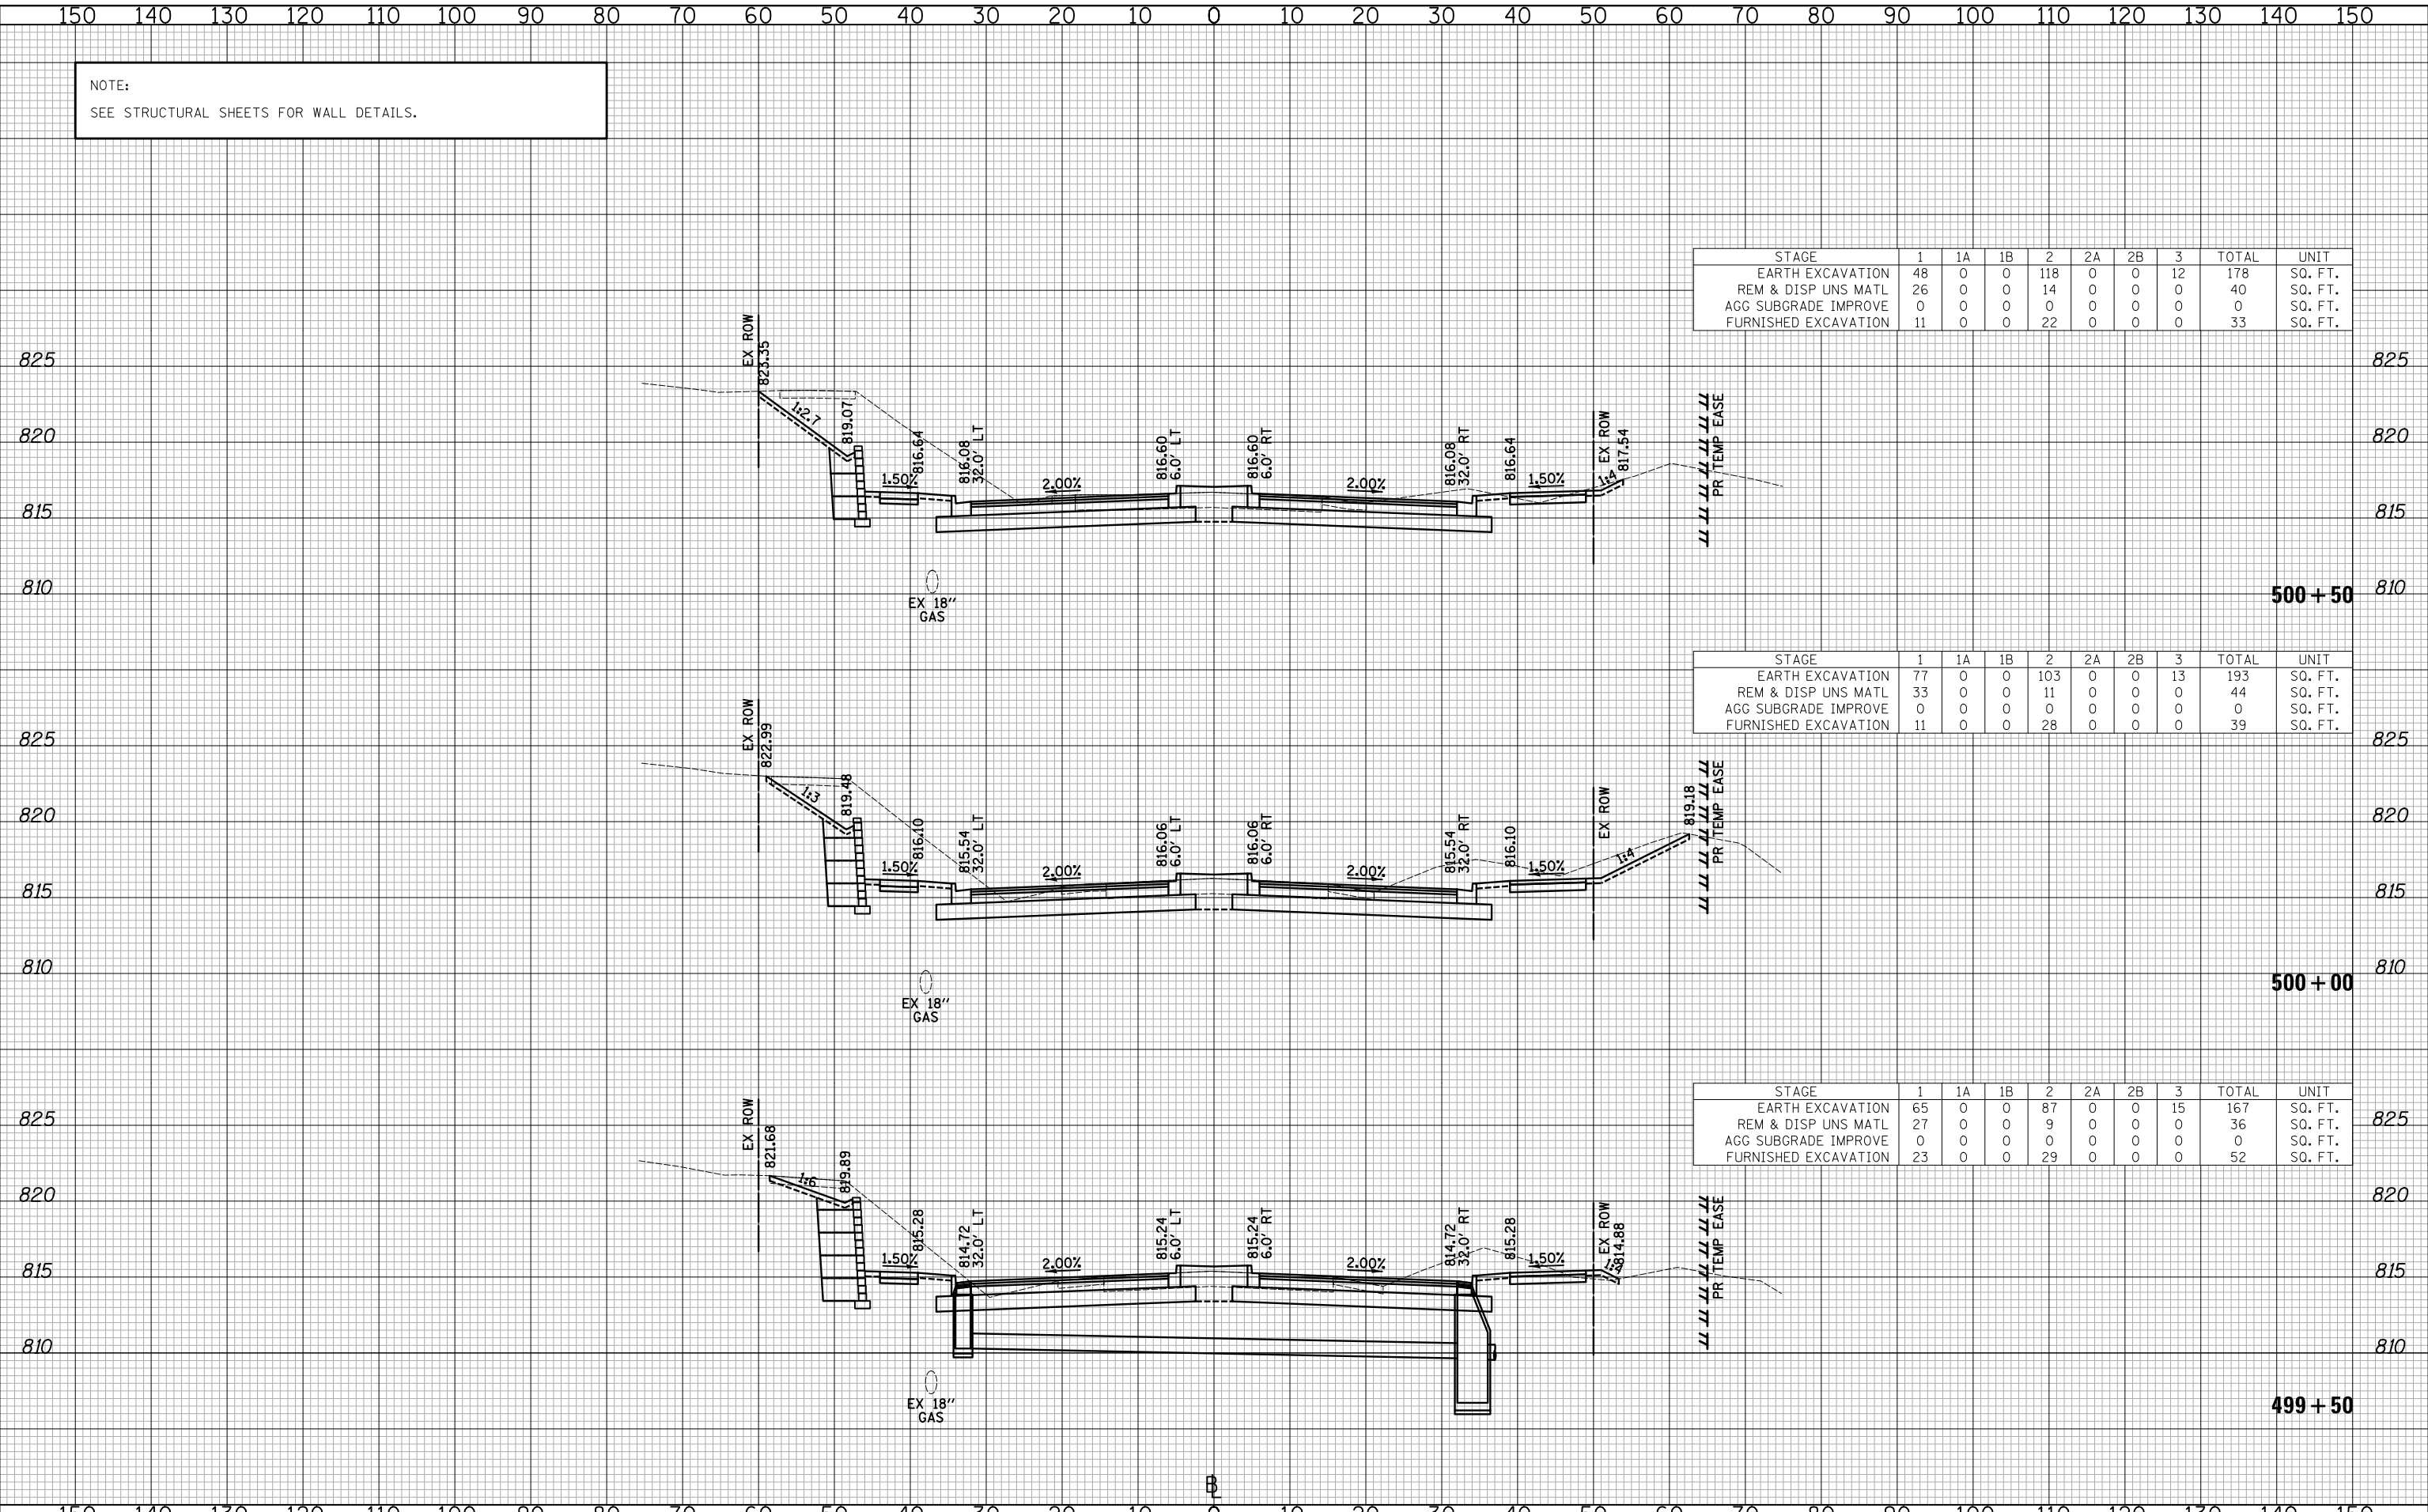 150 140 130 120 110 100 90 80 70 60 50 40 30 20 10 0 10 20 30 40 50 60 70 80 90 100 110 120 130 140 150
NOTE:
SEE STRUCTURAL SHEETS FOR WALL DETAILS.
STAGE 1 1A 1B 2 2A 2B 3 TOTAL UNIT
EARTH EXCAVATION 48 0 0 118 0 0 12 178 SQ. FT.
REM & DISP UNS MATL 26 0 0 14 0 0 0 40 SQ. FT.
AGG SUBGRADE IMPROVE 0 0 0 0 0 0 0 0 SQ. FT.
FURNISHED EXCAVATION 11 0 0 22 0 0 0 33 SQ. FT.
825
820
815
810
EX ROW
823.35
1:2.7
819.07
1.50%
816.64
816.08
32.0' LT
2.00%
816.60
6.0' LT
816.60
6.0' RT
2.00%
816.08
32.0' RT
816.64
1.50%
EX ROW
1:4
817.54
PR TEMP EASE
825
820
815
810
EX 18"
GAS
500+50
STAGE 1 1A 1B 2 2A 2B 3 TOTAL UNIT
EARTH EXCAVATION 77 0 0 103 0 0 13 193 SQ. FT.
REM & DISP UNS MATL 33 0 0 11 0 0 0 44 SQ. FT.
AGG SUBGRADE IMPROVE 0 0 0 0 0 0 0 0 SQ. FT.
FURNISHED EXCAVATION 11 0 0 28 0 0 0 39 SQ. FT.
825
820
815
810
EX ROW
822.99
1:3
819.48
1.50%
816.10
815.54
32.0' LT
2.00%
816.06
6.0' LT
816.06
6.0' RT
2.00%
815.54
32.0' RT
816.10
1.50%
EX ROW
1:4
819.18
PR TEMP EASE
825
820
815
810
EX 18"
GAS
500+00
STAGE 1 1A 1B 2 2A 2B 3 TOTAL UNIT
EARTH EXCAVATION 65 0 0 87 0 0 15 167 SQ. FT.
REM & DISP UNS MATL 27 0 0 9 0 0 0 36 SQ. FT.
AGG SUBGRADE IMPROVE 0 0 0 0 0 0 0 0 SQ. FT.
FURNISHED EXCAVATION 23 0 0 29 0 0 0 52 SQ. FT.
825
820
815
810
EX ROW
821.68
1:6
819.89
1.50%
815.28
814.72
32.0' LT
2.00%
815.24
6.0' LT
815.24
6.0' RT
2.00%
814.72
32.0' RT
815.28
1.50%
EX ROW
814.88
PR TEMP EASE
825
820
815
810
EX 18"
GAS
499+50
150 140 130 120 110 100 90 80 70 60 50 40 30 20 10 0 10 20 30 40 50 60 70 80 90 100 110 120 130 140 150